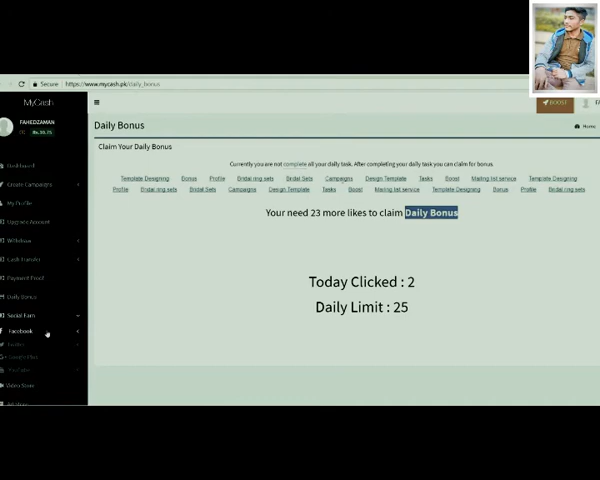 Secure https://www.mycash.pk/daily_bonus
MyCash
BOOST
FAHEDZAMAN
Daily Bonus
Home
Claim Your Daily Bonus
Dashboard
Currently you are not complete all your daily task. After completing your daily task you can claim for bonus.
Create Campaigns
Template Designing Bonus Profile Bridal ring sets Bridal Sets Campaigns Design Template Tasks Boost Mailing list service Template Designing
Profile Bridal ring sets Bridal Sets Campaigns Design Template Tasks Boost Mailing list service Template Designing Bonus Profile Bridal ring sets
My Profile
Upgrade Account
Your need 23 more likes to claim Daily Bonus
Withdraw
Cash Transfer
Payment Proof
Today Clicked : 2
Daily Bonus
Daily Limit : 25
Social Earn
Facebook
Twitter
Google Plus
YouTube
Video Store